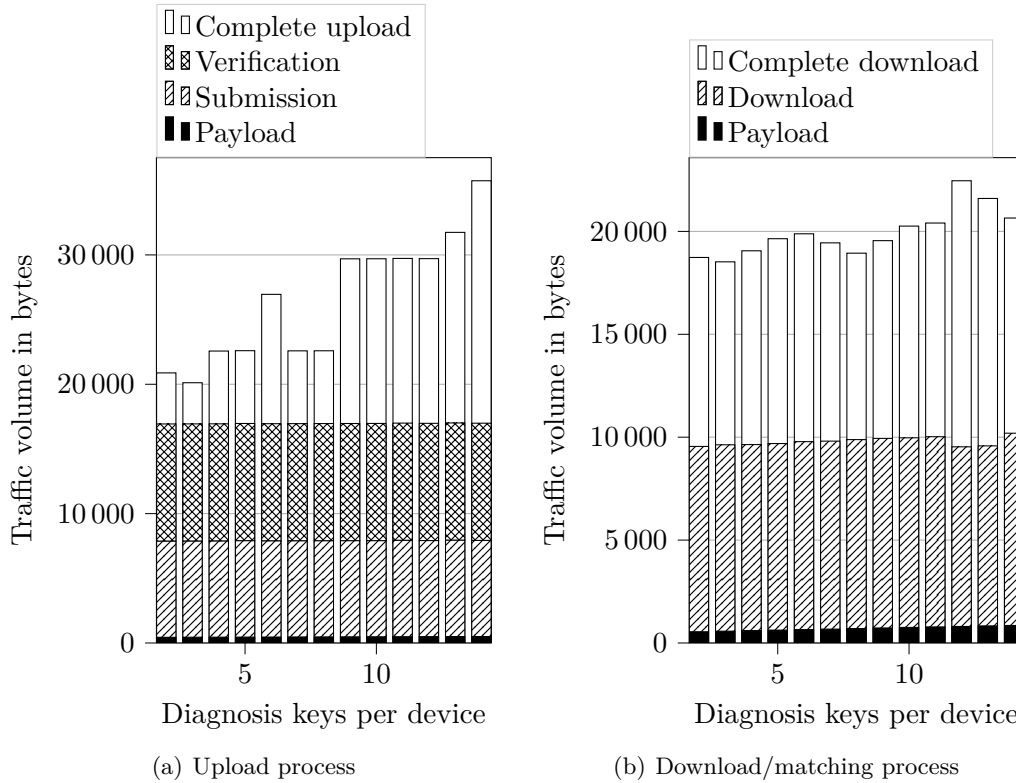 Complete upload
Verification
Submission
Payload
30 000
20 000
10 000
0
5 10
Traffic volume in bytes
Diagnosis keys per device
(a) Upload process
Complete download
Download
Payload
20 000
15 000
10 000
5 000
0
5 10
Traffic volume in bytes
Diagnosis keys per device
(b) Download/matching process